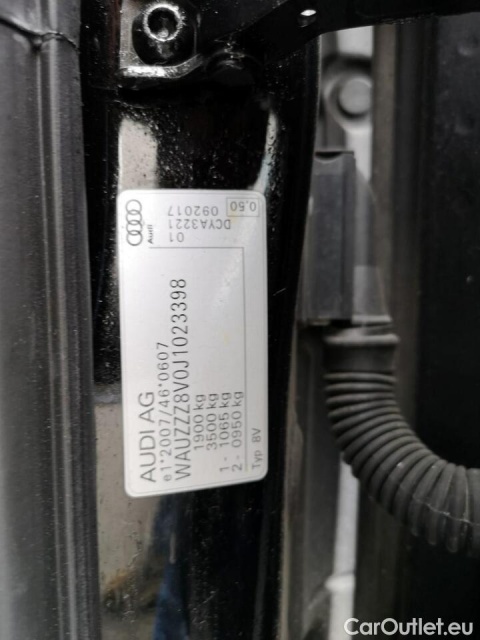 AUDI AG
e1*2007/46*0607
WAUZZZ8V0J1023398
1900 kg
3500 kg
1 - 1065 kg
2 - 0950 kg
Typ 8V
Audi
01
DCYA3221
092017
0.50
CarOutlet.eu